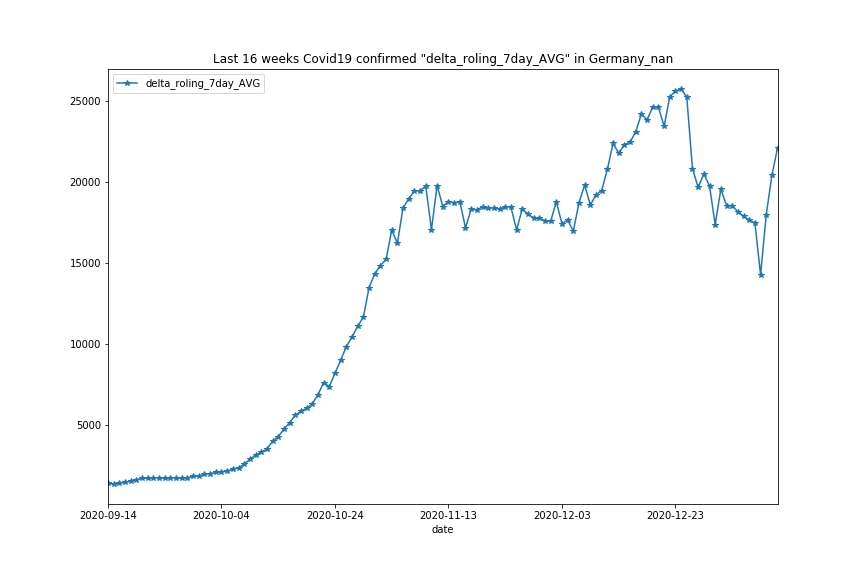 Last 16 weeks Covid19 confirmed "delta_roling_7day_AVG" in Germany_nan
delta_roling_7day_AVG
25000
20000
15000
10000
5000
2020-09-14 2020-10-04 2020-10-24 2020-11-13 2020-12-03 2020-12-23
date